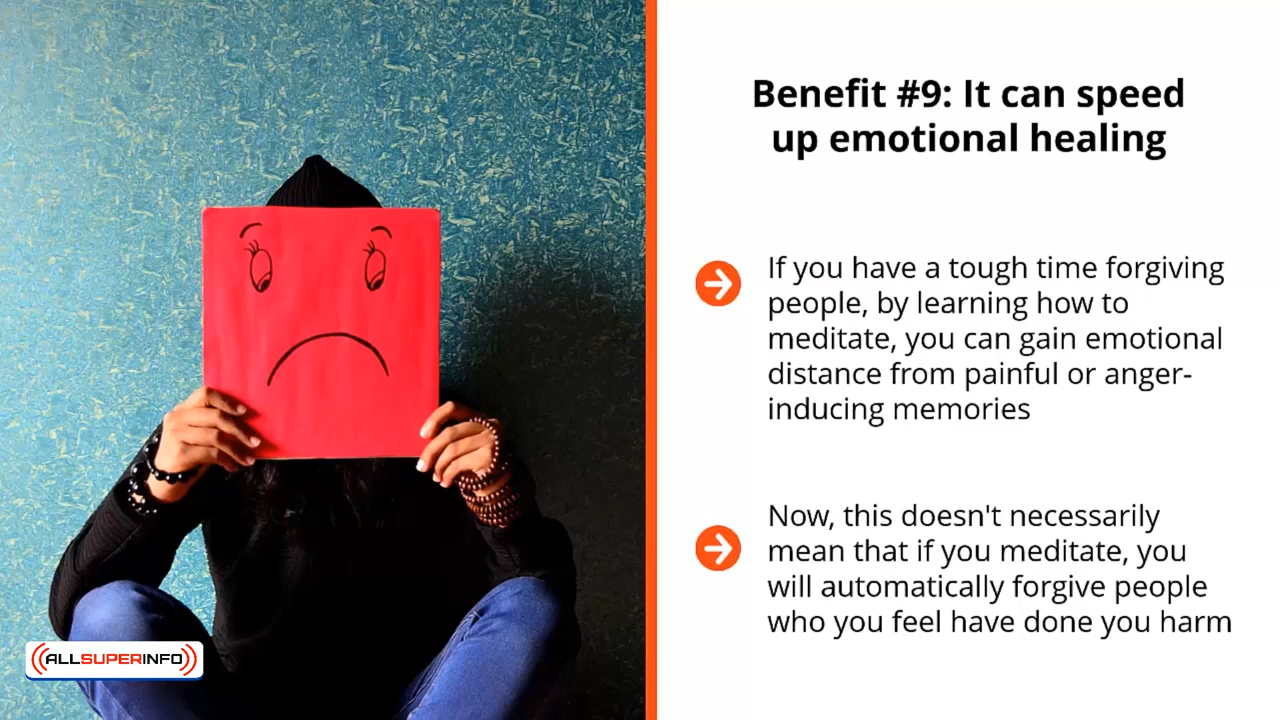 Benefit #9: It can speed
up emotional healing
If you have a tough time forgiving
people, by learning how to
meditate, you can gain emotional
distance from painful or anger-
inducing memories
Now, this doesn't necessarily
mean that if you meditate, you
will automatically forgive people
who you feel have done you harm
ALLSUPERINFO